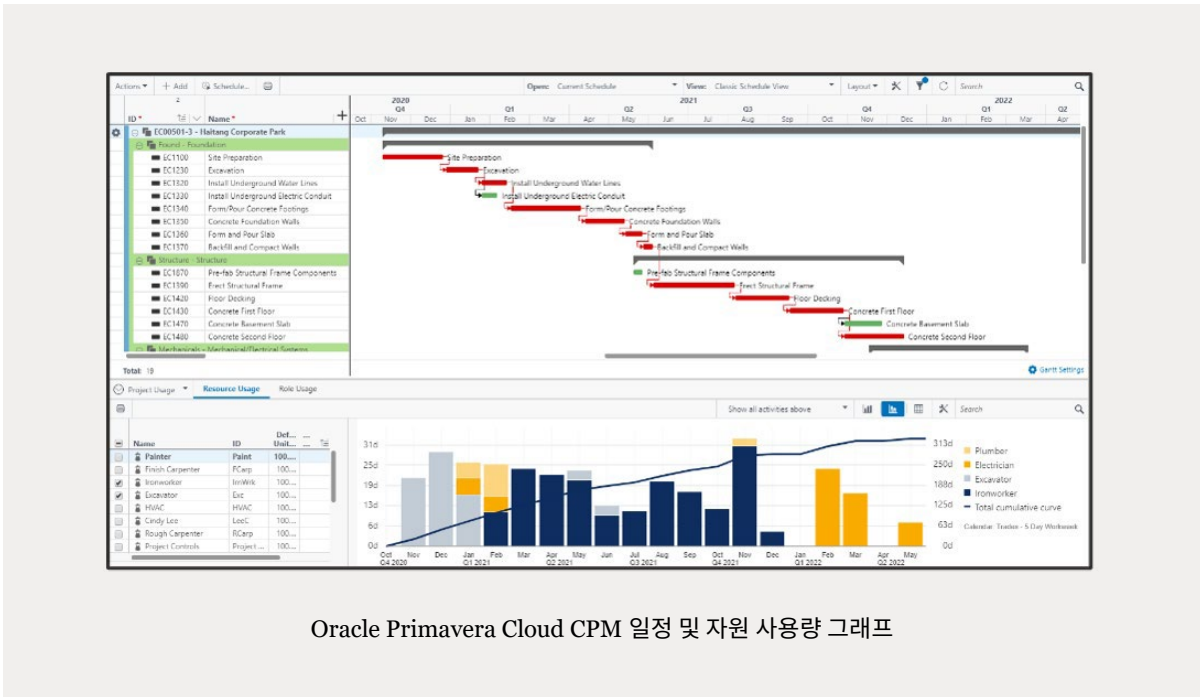 Actions + Add Schedule... Open: Current Schedule View: Classic Schedule View Layout Search
2020 2021 2022
Q4 Q1 Q2 Q3 Q4 Q1 Q2
ID* Name* Oct Nov Dec Jan Feb Mar Apr May Jun Jul Aug Sep Oct Nov Dec Jan Feb Mar Apr
EC00501-3 - Haitang Corporate Park
Found - Foundation
EC1100 Site Preparation Site Preparation
EC1230 Excavation Excavation
EC1320 Install Underground Water Lines Install Underground Water Lines
EC1330 Install Underground Electric Conduit Install Underground Electric Conduit
EC1340 Form/Pour Concrete Footings Form/Pour Concrete Footings
EC1350 Concrete Foundation Walls Concrete Foundation Walls
EC1360 Form and Pour Slab Form and Pour Slab
EC1370 Backfill and Compact Walls Backfill and Compact Walls
Structure - Structure
EC1870 Pre-fab Structural Frame Components Pre-fab Structural Frame Components
EC1390 Erect Structural Frame Erect Structural Frame
EC1420 Floor Decking Floor Decking
EC1430 Concrete First Floor Concrete First Floor
EC1470 Concrete Basement Slab Concrete Basement Slab
EC1480 Concrete Second Floor Concrete Second Floor
Mechanicals - Mechanical/Electrical Systems
Total: 19 Gantt Settings
Project Usage Resource Usage Role Usage
Show all activities above Search
Name ID Def... Unit...
Painter Paint 100...
Finish Carpenter FCarp 100...
Ironworker IrnWrk 100...
Excavator Exc 100...
HVAC HVAC 100...
Cindy Lee LeeC 100...
Rough Carpenter RCarp 100...
Project Controls Project ... 100...
31d 313d
25d 250d
19d 188d
13d 125d
6d 63d
0d 0d
Plumber
Electrician
Excavator
Ironworker
Total cumulative curve
Calendar: Trades - 5 Day Workweek
Oct Nov Dec Jan Feb Mar Apr May Jun Jul Aug Sep Oct Nov Dec Jan Feb Mar Apr May
Q4 2020 Q1 2021 Q2 2021 Q3 2021 Q4 2021 Q1 2022 Q2 2022
Oracle Primavera Cloud CPM 일정 및 자원 사용량 그래프